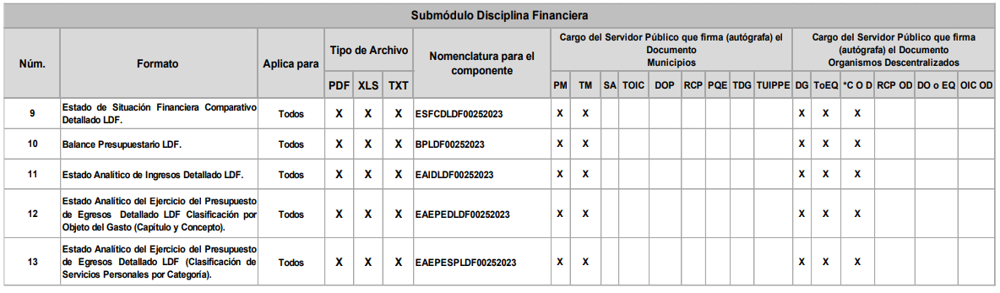 Submódulo Disciplina Financiera
Núm.
Formato
Aplica para
Tipo de Archivo
PDF XLS TXT
Nomenclatura para el
componente
Cargo del Servidor Público que firma (autógrafa) el
Documento
Municipios
PM TM SA TOIC DOP RCP PQE TDG TUIPPE
Cargo del Servidor Público que firma
(autógrafa) el Documento
Organismos Descentralizados
DG ToEQ *C O D RCP OD DO o EQ OIC OD
9
Estado de Situación Financiera Comparativo
Detallado LDF.
Todos X X X ESFCDLDF00252023 X X X X X
10 Balance Presupuestario LDF. Todos X X X BPLDF00252023 X X X X X
11 Estado Analítico de Ingresos Detallado LDF. Todos X X X EAIDLDF00252023 X X X X X
12
Estado Analítico del Ejercicio del Presupuesto
de Egresos Detallado LDF Clasificación por
Objeto del Gasto (Capítulo y Concepto).
Todos X X X EAEPEDLDF00252023 X X X X X
13
Estado Analítico del Ejercicio del Presupuesto
de Egresos Detallado LDF (Clasificación de
Servicios Personales por Categoría).
Todos X X X EAEPESPLDF00252023 X X X X X